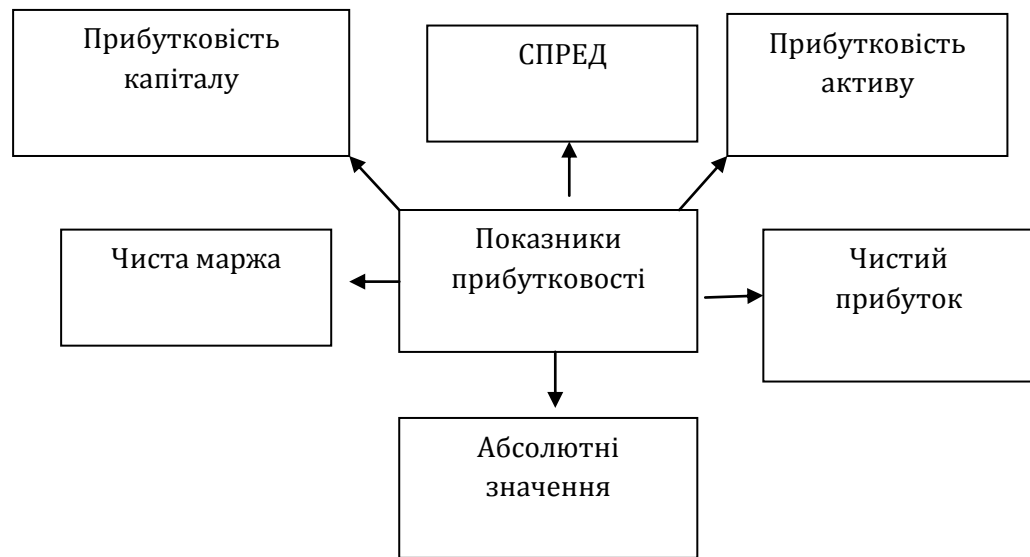 Прибутковість
капіталу
СПРЕД
Прибутковість
активу
Чиста маржа
Показники
прибутковості
Чистий
прибуток
Абсолютні
значення